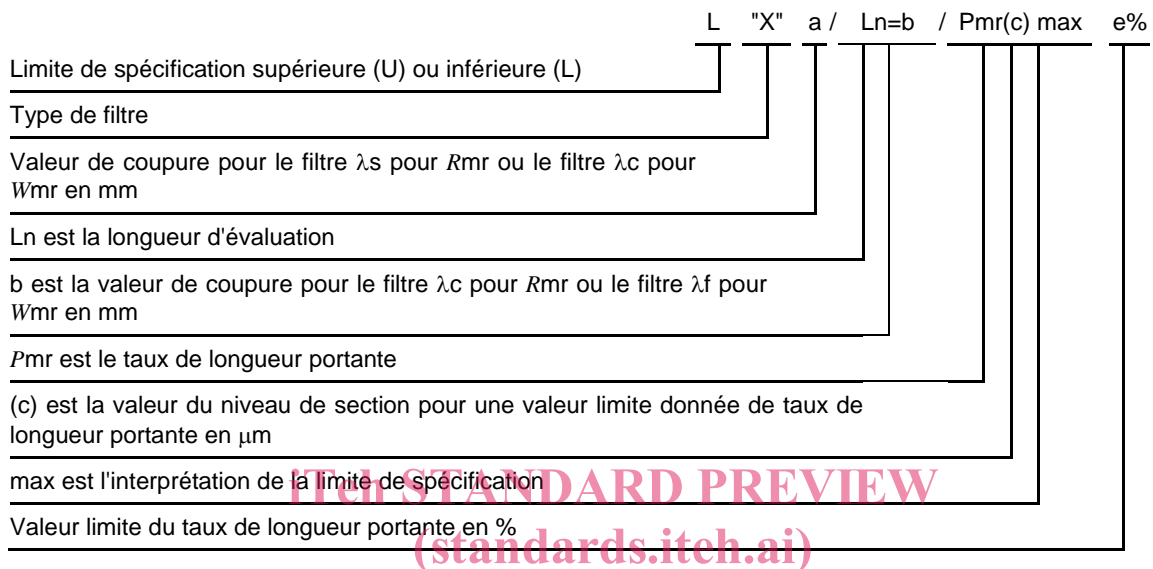 L "X" a / Ln=b / Pmr(c) max e%
Limite de spécification supérieure (U) ou inférieure (L)
Type de filtre
Valeur de coupure pour le filtre λs pour Rmr ou le filtre λc pour
Wmr en mm
Ln est la longueur d'évaluation
b est la valeur de coupure pour le filtre λc pour Rmr ou le filtre λf pour
Wmr en mm
Pmr est le taux de longueur portante
(c) est la valeur du niveau de section pour une valeur limite donnée de taux de
longueur portante en µm
max est l'interprétation de la limite de spécification
iTeh STANDARD PREVIEW
Valeur limite du taux de longueur portante en %
(standards.iteh.ai)